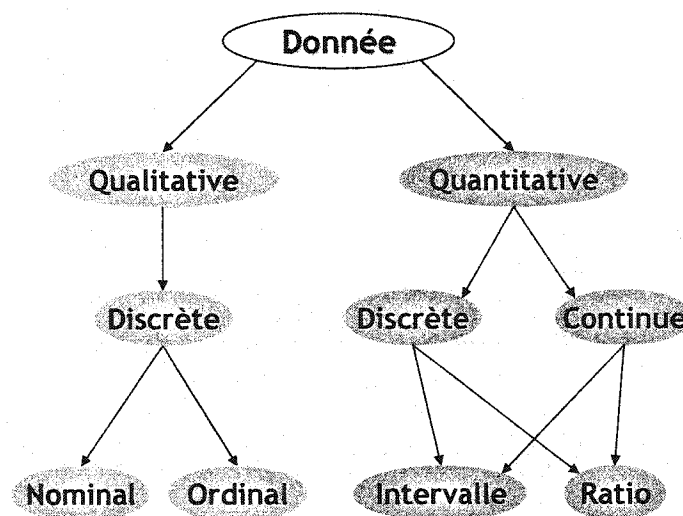 Donnée
Qualitative Quantitative
Discrète Discrète Continue
Nominal Ordinal Intervalle Ratio